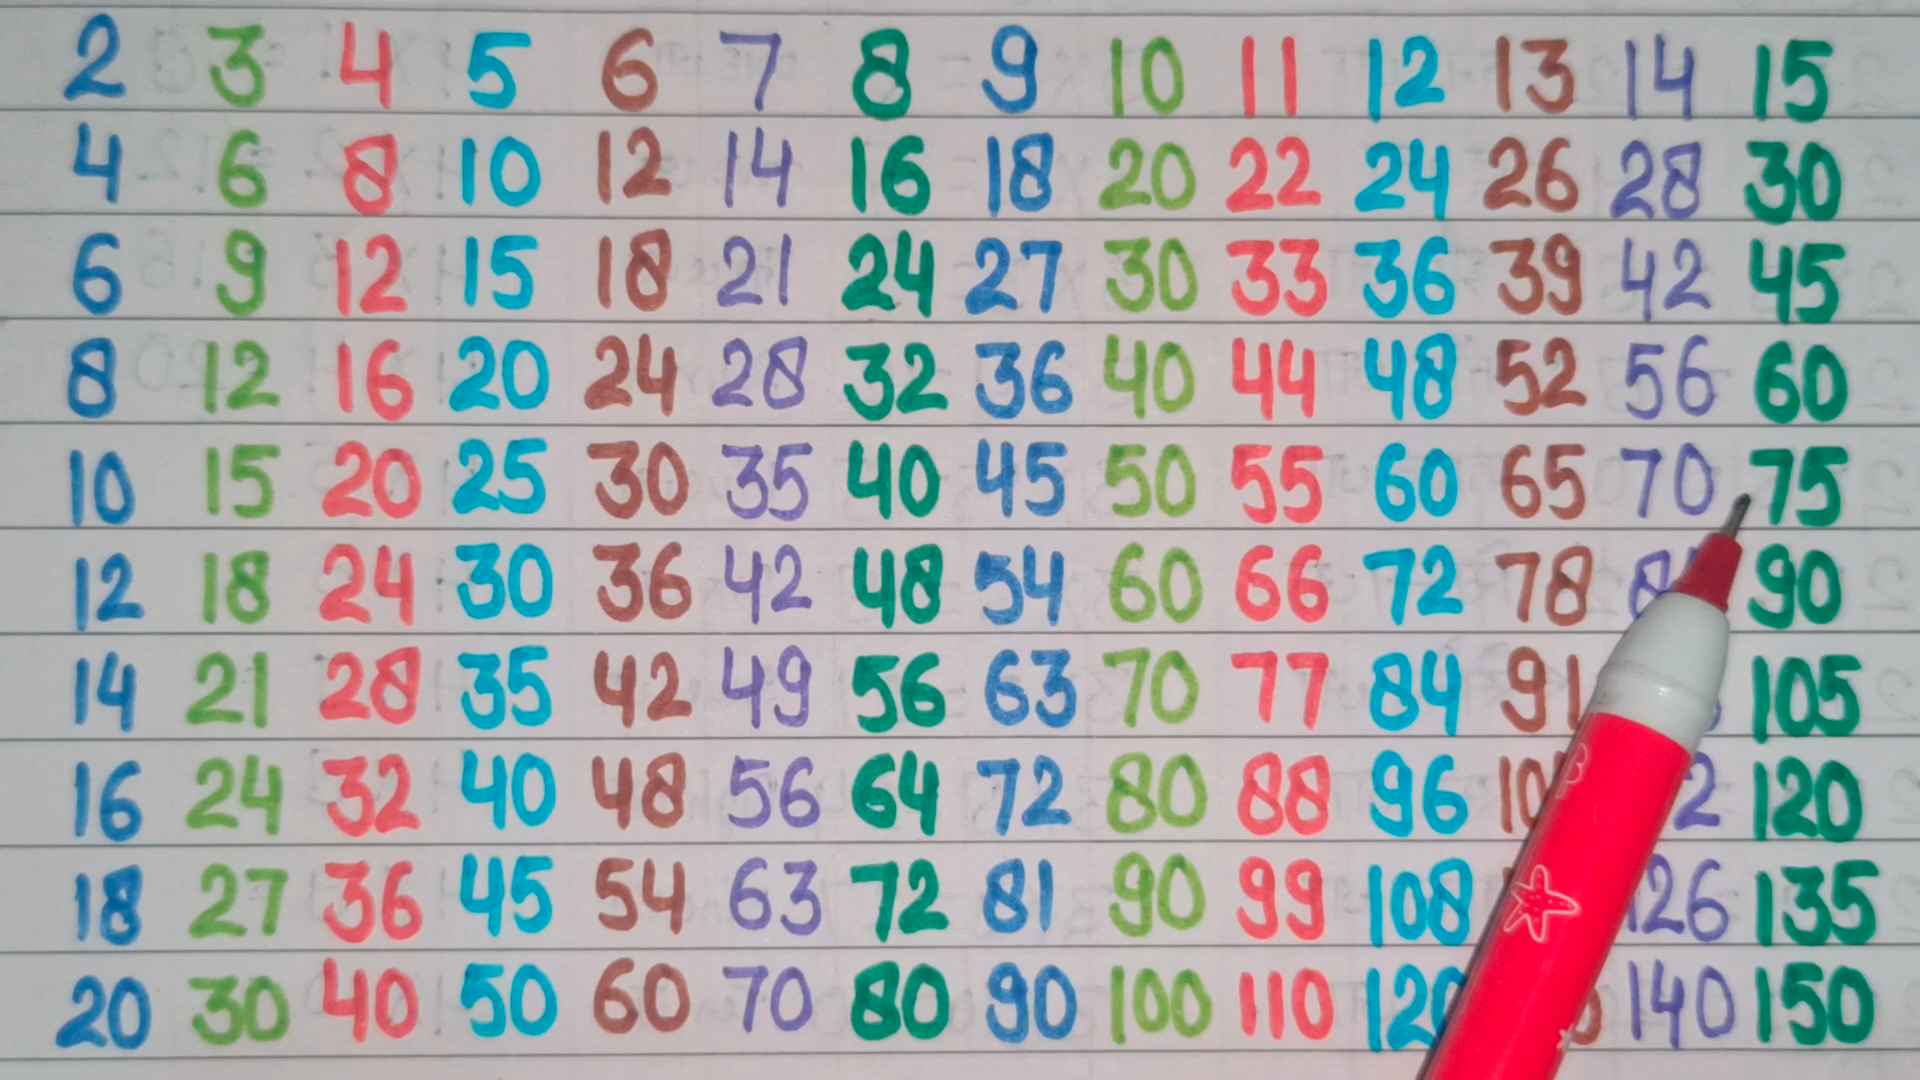 2 3 4 5 6 7 8 9 10 11 12 13 14 15
4 6 8 10 12 14 16 18 20 22 24 26 28 30
6 9 12 15 18 21 24 27 30 33 36 39 42 45
8 12 16 20 24 28 32 36 40 44 48 52 56 60
10 15 20 25 30 35 40 45 50 55 60 65 70 75
12 18 24 30 36 42 48 54 60 66 72 78 90
14 21 28 35 42 49 56 63 70 77 84 91 105
16 24 32 40 48 56 64 72 80 88 96 120
18 27 36 45 54 63 72 81 90 99 108 126 135
20 30 40 50 60 70 80 90 100 110 120 140 150